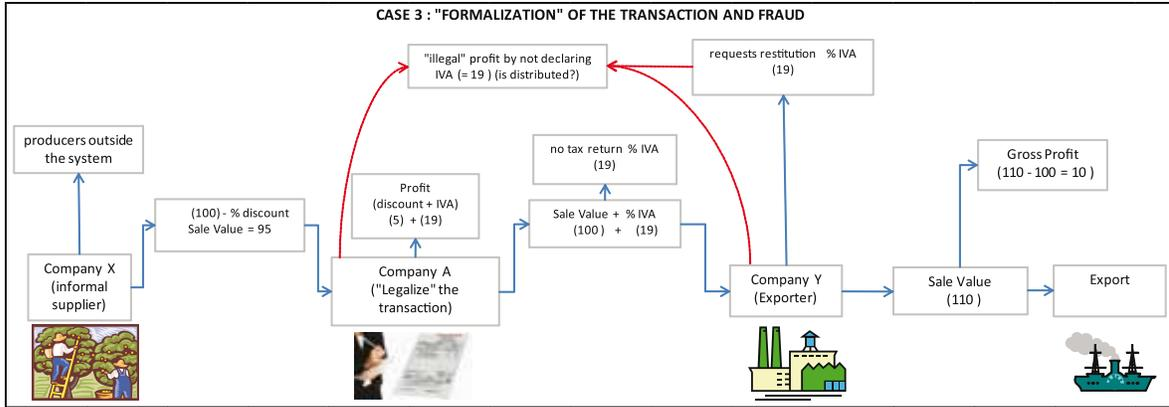 CASE 3 : "FORMALIZATION" OF THE TRANSACTION AND FRAUD
"illegal" profit by not declaring
IVA (= 19 ) (is distributed?)
requests restitution % IVA
(19)
producers outside
the system
no tax return % IVA
(19)
Gross Profit
(110 - 100 = 10 )
Profit
(discount + IVA)
(5) + (19)
(100) - % discount
Sale Value = 95
Sale Value + % IVA
(100 ) + (19)
Company X
(informal
supplier)
Company A
("Legalize" the
transaction)
Company Y
(Exporter)
Sale Value
(110 )
Export